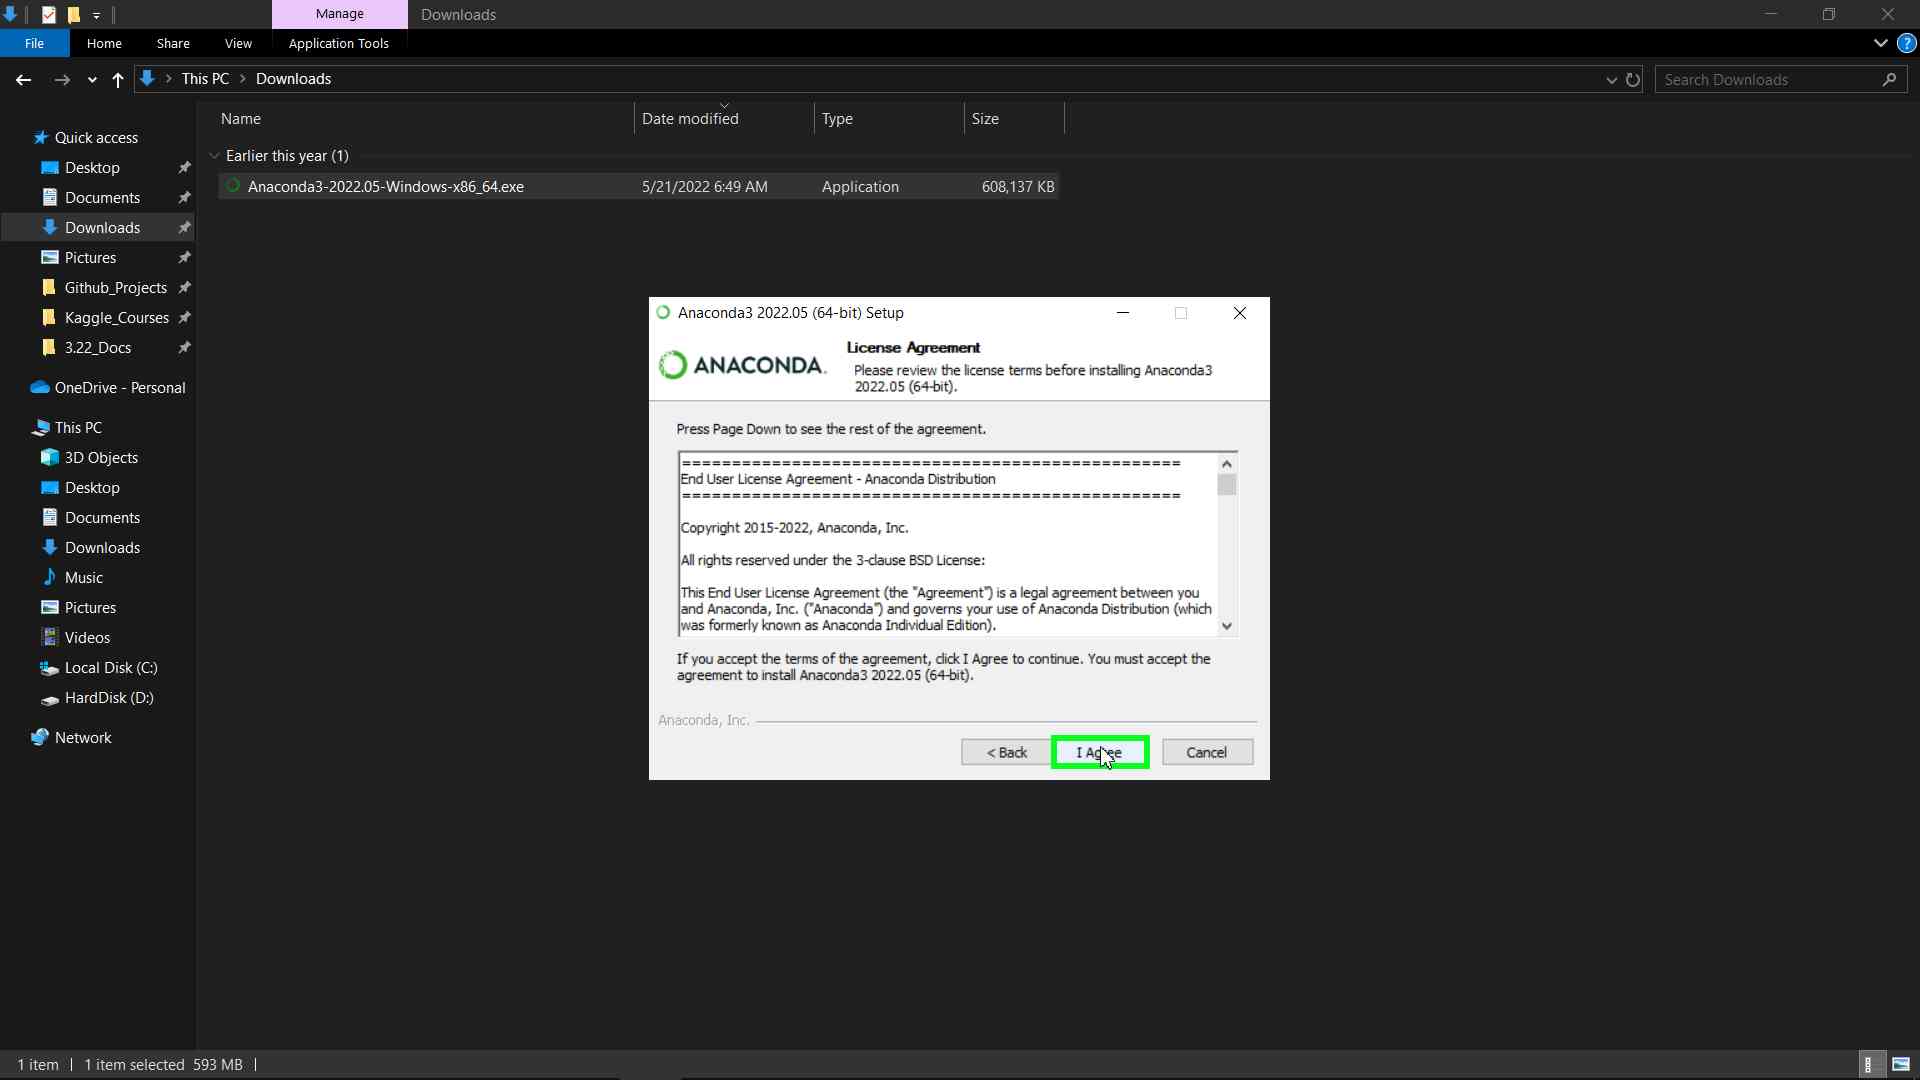 Manage
Downloads
File
Home
Share
View
Application Tools
?
This PC
Downloads
Search Downloads
Name
Date modified
Type
Size
Earlier this year (1)
Anaconda3-2022.05-Windows-x86_64.exe
5/21/2022 6:49 AM
Application
608,137 KB
Quick access
Desktop
Documents
Downloads
Pictures
Github_Projects
Kaggle_Courses
3.22_Docs
OneDrive - Personal
This PC
3D Objects
Desktop
Documents
Downloads
Music
Pictures
Videos
Local Disk (C:)
HardDisk (D:)
Network
Anaconda3 2022.05 (64-bit) Setup
ANACONDA.
License Agreement
Please review the license terms before installing Anaconda3
2022.05 (64-bit).
Press Page Down to see the rest of the agreement.
==================================================
End User License Agreement - Anaconda Distribution
==================================================
Copyright 2015-2022, Anaconda, Inc.
All rights reserved under the 3-clause BSD License:
This End User License Agreement (the "Agreement") is a legal agreement between you
and Anaconda, Inc. ("Anaconda") and governs your use of Anaconda Distribution (which
was formerly known as Anaconda Individual Edition).
If you accept the terms of the agreement, click I Agree to continue. You must accept the
agreement to install Anaconda3 2022.05 (64-bit).
Anaconda, Inc.
< Back
I Agree
Cancel
1 item
1 item selected 593 MB